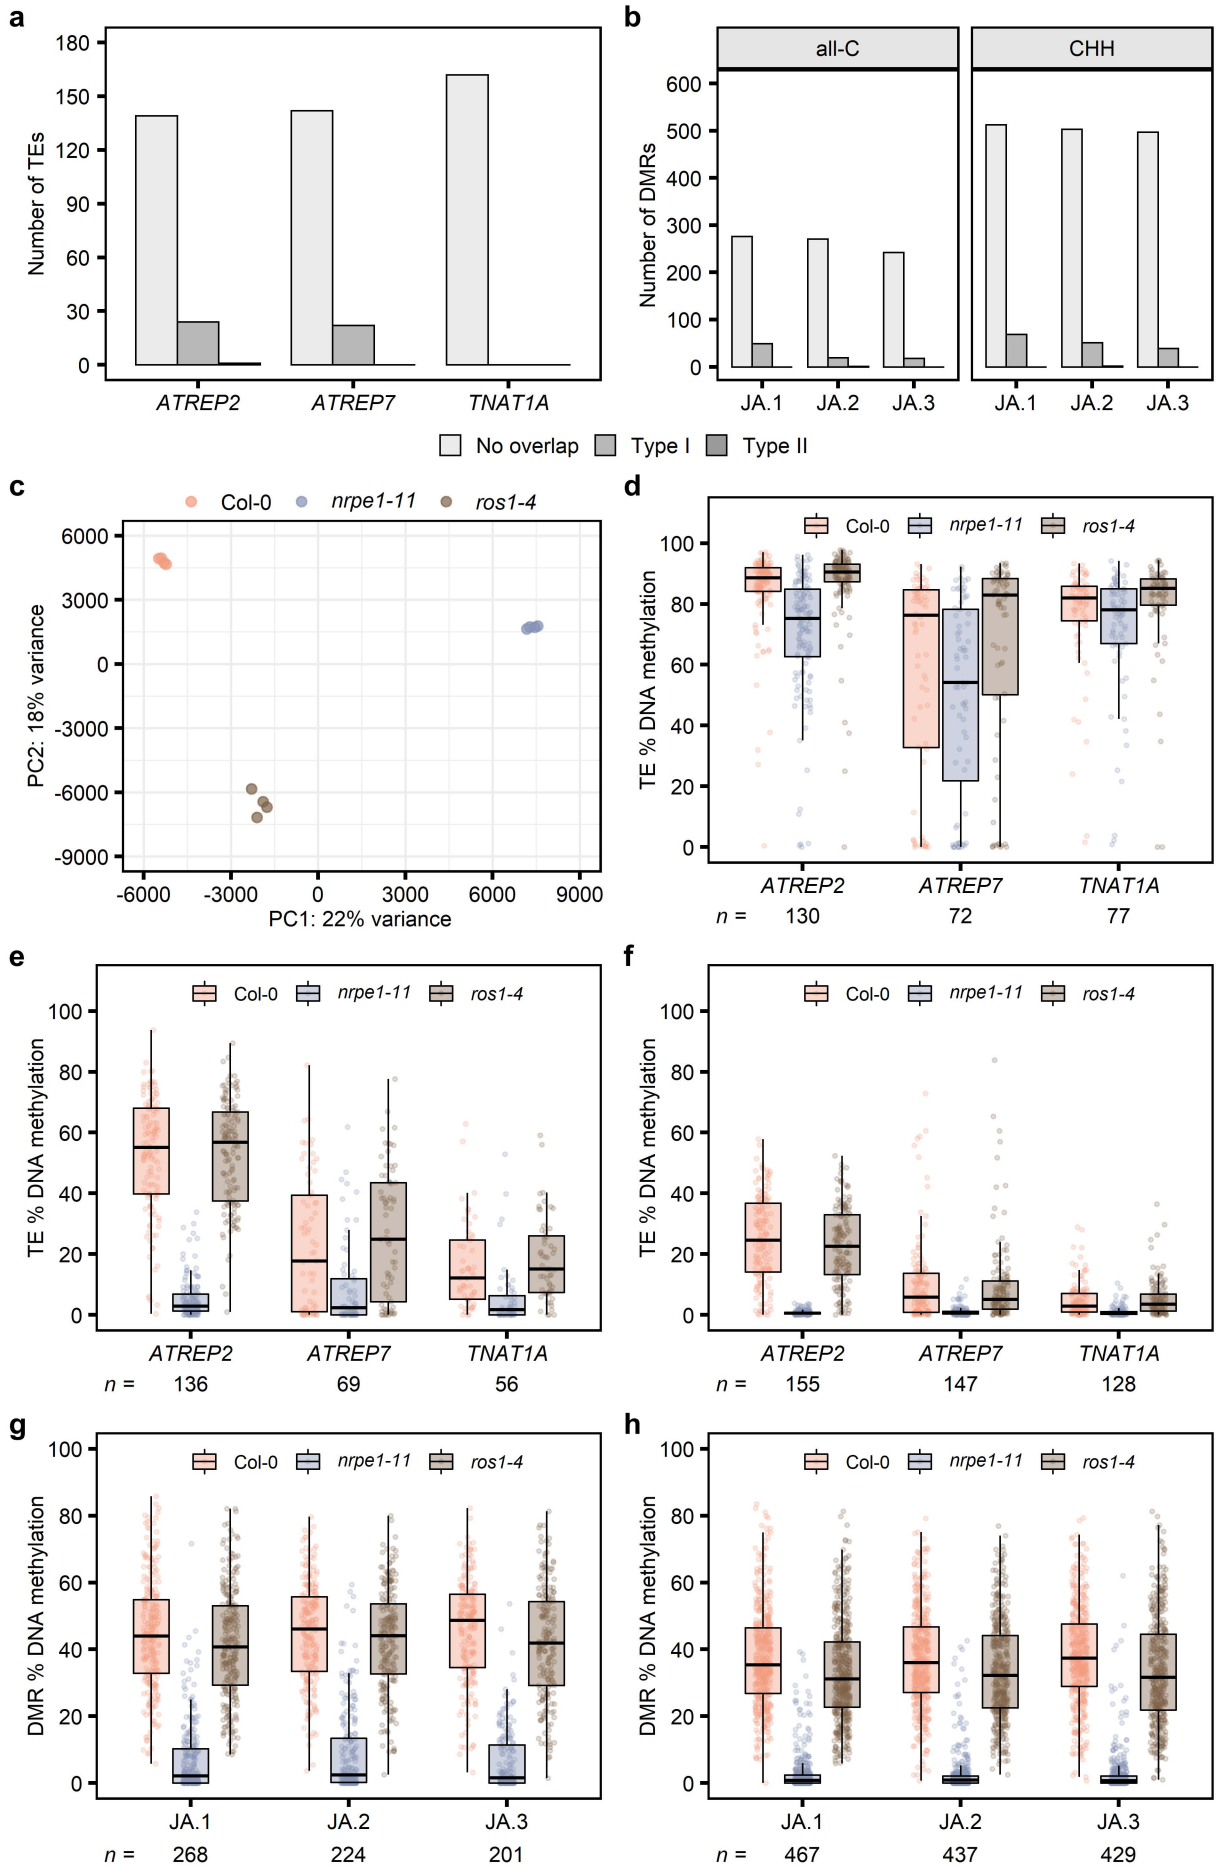 a
180
150
120
90
60
30
0
Number of TEs
ATREP2 ATREP7 TNAT1A
b
all-C CHH
600
500
400
300
200
100
0
Number of DMRs
JA.1 JA.2 JA.3 JA.1 JA.2 JA.3
No overlap Type I Type II
c
Col-0 nrpe1-11 ros1-4
6000
3000
0
-3000
-6000
-9000
PC2: 18% variance
-6000 -3000 0 3000 6000 9000
PC1: 22% variance
d
Col-0 nrpe1-11 ros1-4
100
80
60
40
20
0
TE % DNA methylation
ATREP2 ATREP7 TNAT1A
n = 130 72 77
e
Col-0 nrpe1-11 ros1-4
100
80
60
40
20
0
TE % DNA methylation
ATREP2 ATREP7 TNAT1A
n = 136 69 56
f
Col-0 nrpe1-11 ros1-4
100
80
60
40
20
0
TE % DNA methylation
ATREP2 ATREP7 TNAT1A
n = 155 147 128
g
Col-0 nrpe1-11 ros1-4
100
80
60
40
20
0
DMR % DNA methylation
JA.1 JA.2 JA.3
n = 268 224 201
h
Col-0 nrpe1-11 ros1-4
100
80
60
40
20
0
DMR % DNA methylation
JA.1 JA.2 JA.3
n = 467 437 429